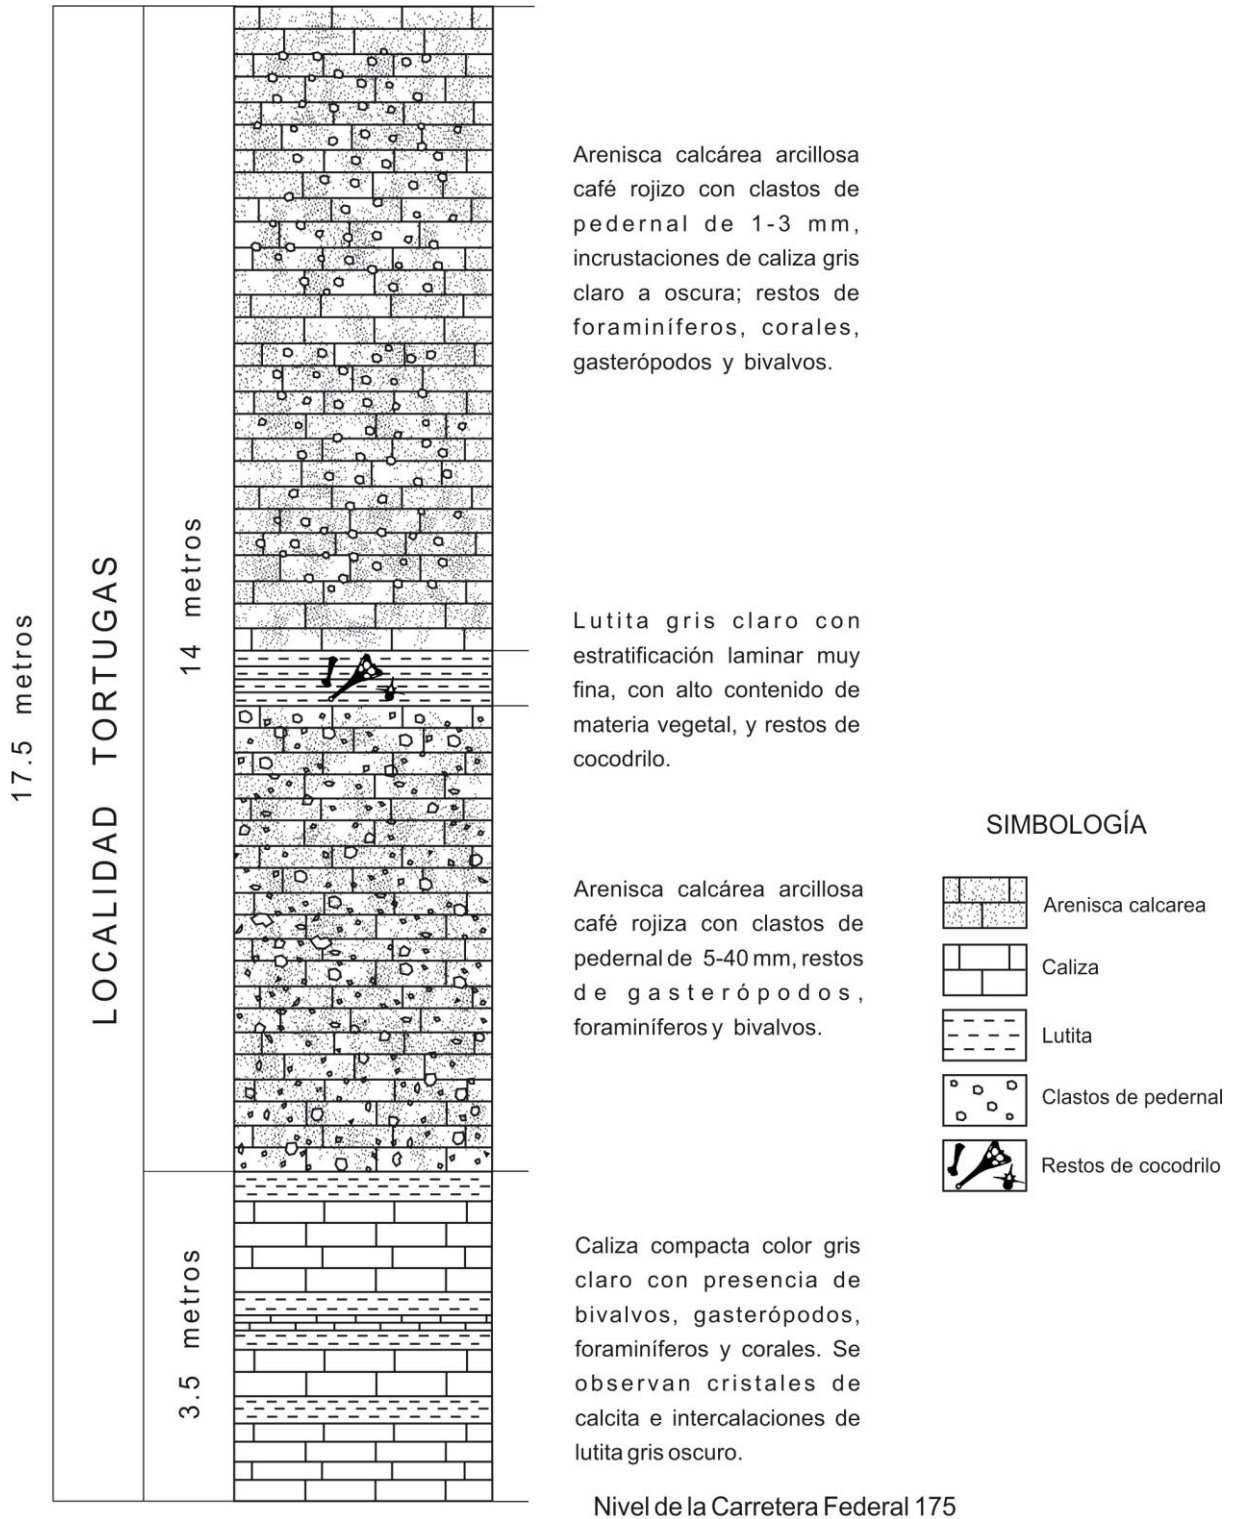 17.5 metros
LOCALIDAD TORTUGAS
14 metros
3.5 metros
Arenisca calcárea arcillosa
café rojizo con clastos de
pedernal de 1-3 mm,
incrustaciones de caliza gris
claro a oscura; restos de
foraminíferos, corales,
gasterópodos y bivalvos.
Lutita gris claro con
estratificación laminar muy
fina, con alto contenido de
materia vegetal, y restos de
cocodrilo.
Arenisca calcárea arcillosa
café rojiza con clastos de
pedernal de 5-40 mm, restos
de gasterópodos,
foraminíferos y bivalvos.
Caliza compacta color gris
claro con presencia de
bivalvos, gasterópodos,
foraminíferos y corales. Se
observan cristales de
calcita e intercalaciones de
lutita gris oscuro.
Nivel de la Carretera Federal 175
SIMBOLOGÍA
Arenisca calcarea
Caliza
Lutita
Clastos de pedernal
Restos de cocodrilo